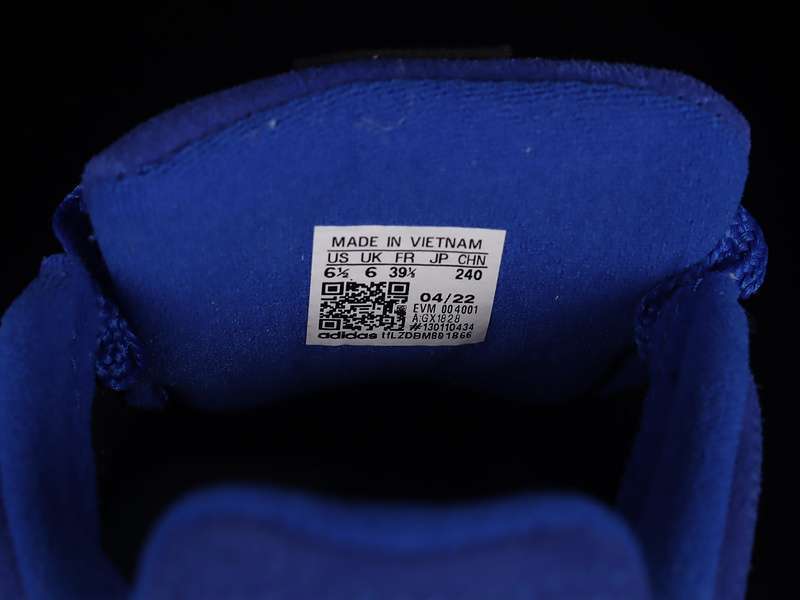 MADE IN VIETNAM
US UK FR JP CHN
6½ 6 39⅓ 240
04/22
EVM 004001
A:GX1828
#130110434
adidas